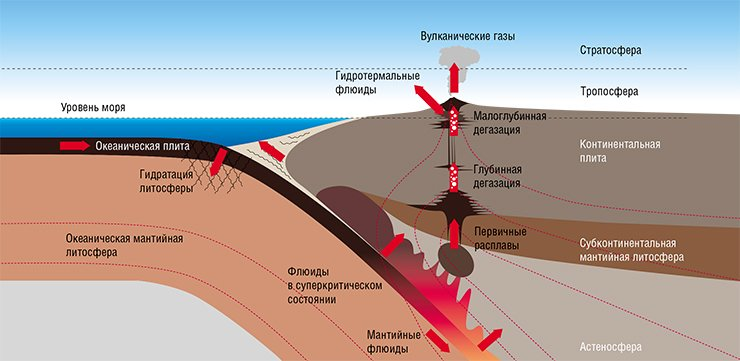 Вулканические газы
Стратосфера
Гидротермальные
флюиды
Тропосфера
Уровень моря
Малоглубинная
дегазация
Океаническая плита
Континентальная
плита
Гидратация
литосферы
Глубинная
дегазация
Океаническая мантийная
литосфера
Первичные
расплавы
Субконтинентальная
мантийная литосфера
Флюиды
в суперкритическом
состоянии
Мантийные
флюиды
Астеносфера